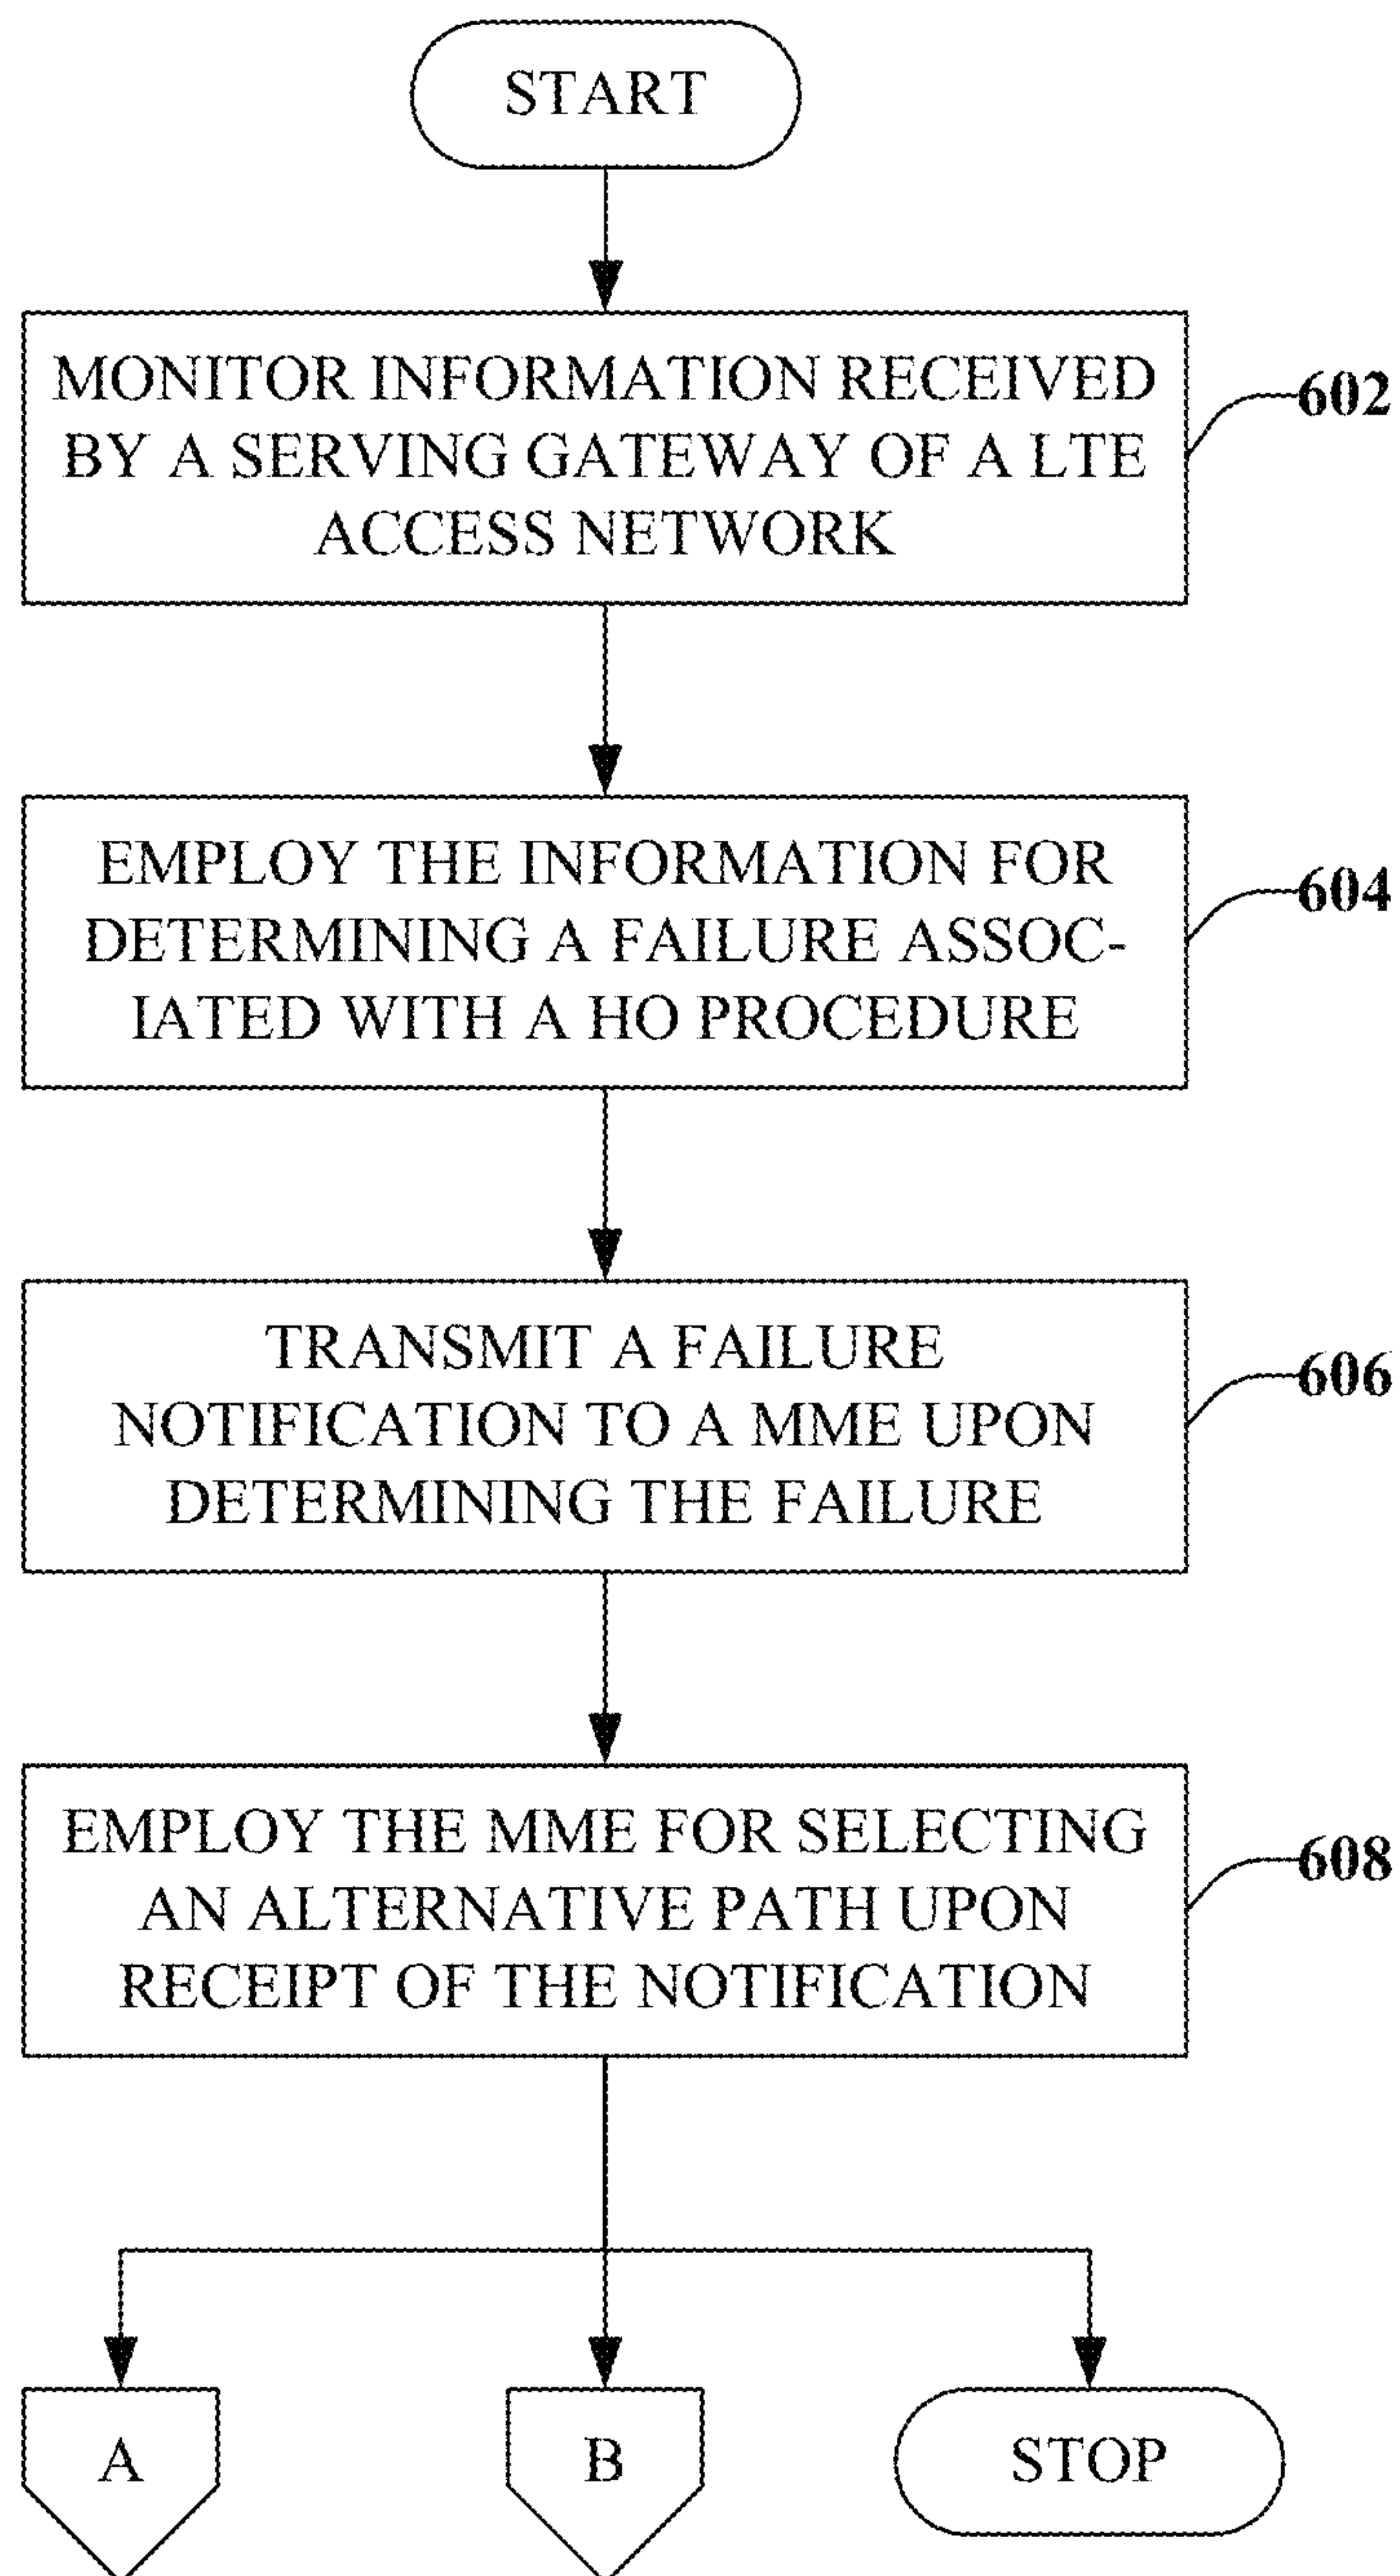 START
MONITOR INFORMATION RECEIVED
BY A SERVING GATEWAY OF A LTE
ACCESS NETWORK
602
EMPLOY THE INFORMATION FOR
DETERMINING A FAILURE ASSOC-
IATED WITH A HO PROCEDURE
604
TRANSMIT A FAILURE
NOTIFICATION TO A MME UPON
DETERMINING THE FAILURE
606
EMPLOY THE MME FOR SELECTING
AN ALTERNATIVE PATH UPON
RECEIPT OF THE NOTIFICATION
608
A
B
STOP